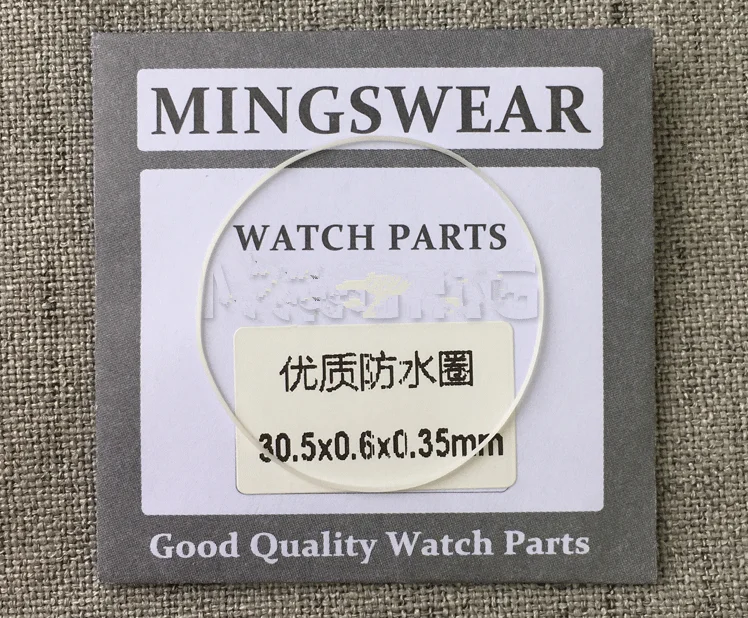 MINGSWEAR
WATCH PARTS
优质防水圈
30.5x0.6x0.35mm
Good Quality Watch Parts